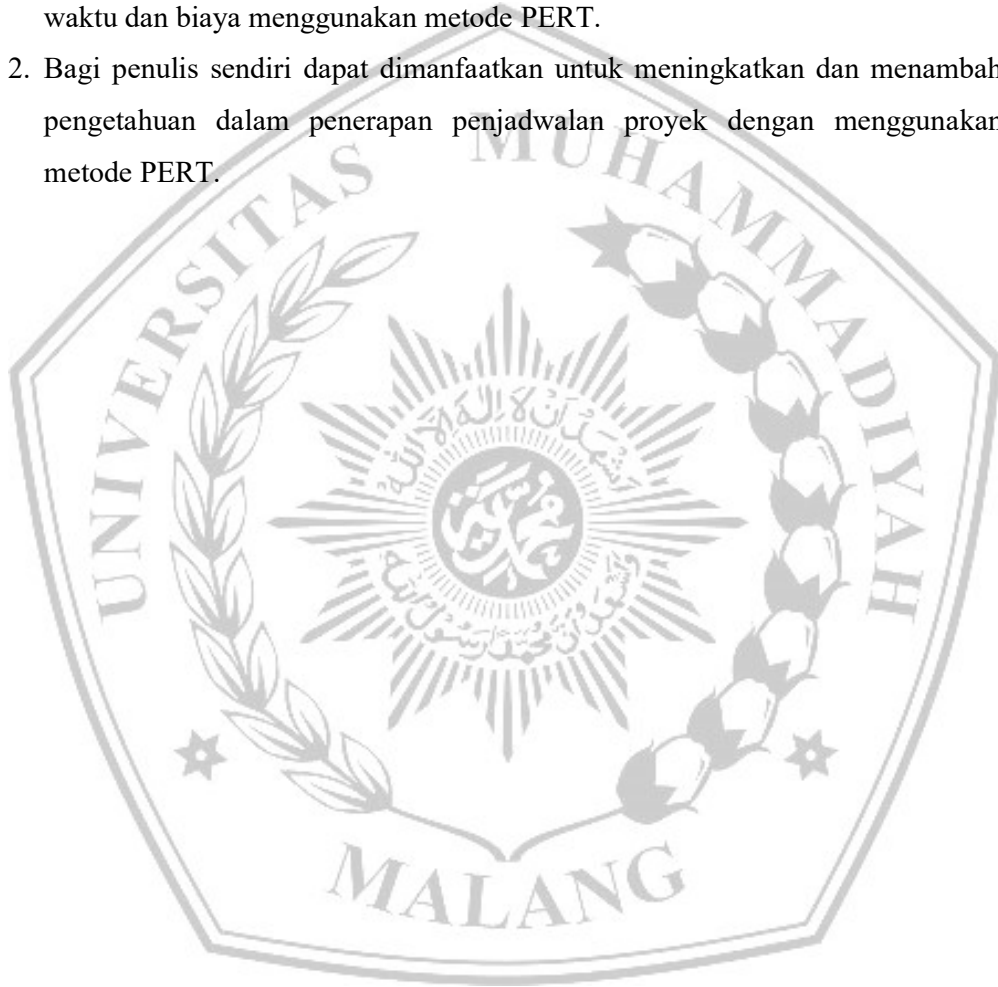 waktu dan biaya menggunakan metode PERT.
2. Bagi penulis sendiri dapat dimanfaatkan untuk meningkatkan dan menambah
pengetahuan dalam penerapan penjadwalan proyek dengan menggunakan
metode PERT.
UNIVERSITAS MUHAMMADIYAH
MALANG